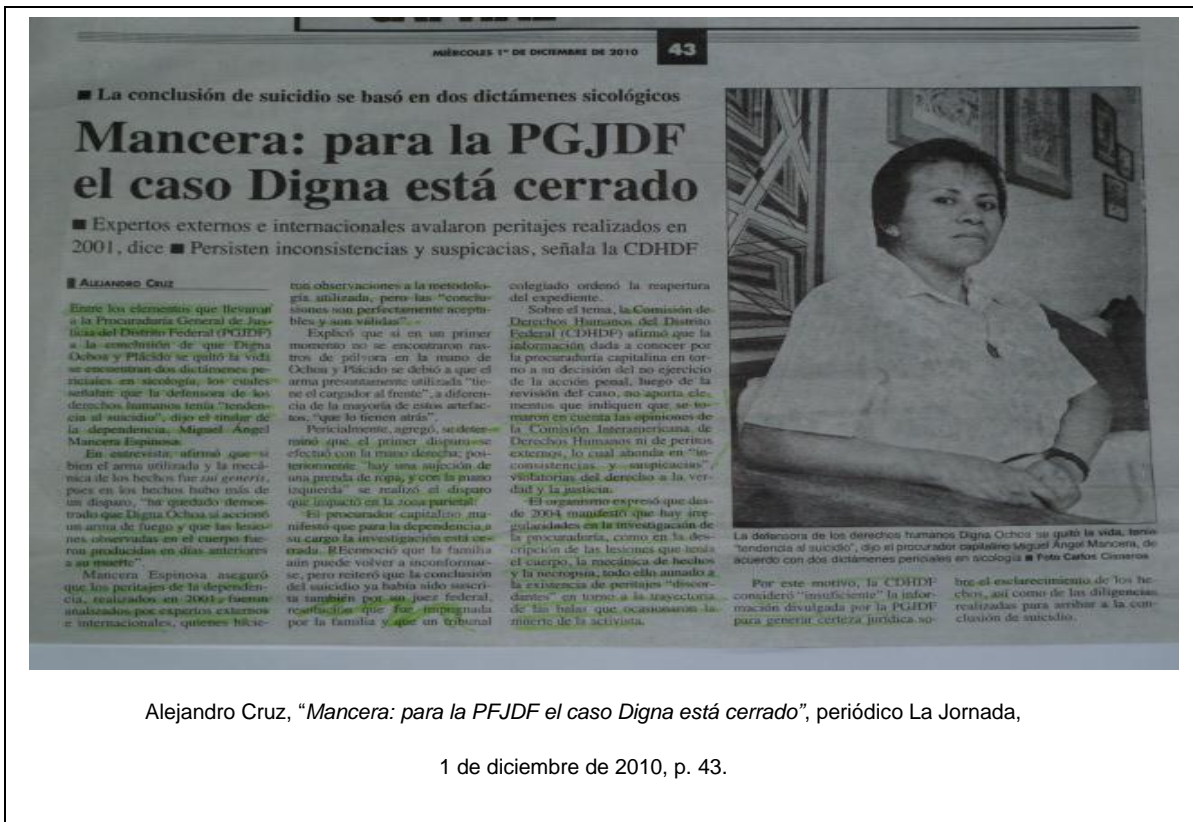 MIÉRCOLES 1º DE DICIEMBRE DE 2010 43
■ La conclusión de suicidio se basó en dos dictámenes sicológicos
Mancera: para la PGJDF
el caso Digna está cerrado
■ Expertos externos e internacionales avalaron peritajes realizados en
2001, dice ■ Persisten inconsistencias y suspicacias, señala la CDHDF
ALEJANDRO CRUZ
Entre los elementos que llevaron
a la Procuraduría General de Jus-
ticia del Distrito Federal (PGJDF)
a la conclusión de que Digna
Ochoa y Plácido se quitó la vida
se encuentran dos dictámenes pe-
riciales en sicología, los cuales
señalan que la defensora de los
derechos humanos tenía "tenden-
cia al suicidio", dijo el titular de
la dependencia, Miguel Ángel
Mancera Espinosa.
En entrevista, afirmó que si
bien el arma utilizada y la mecá-
nica de los hechos fue sui generis,
pues en los hechos hubo más de
un disparo, "ha quedado demos-
trado que Digna Ochoa sí accionó
un arma de fuego y que las lesio-
nes observadas en el cuerpo fue-
ron producidas en días anteriores
a su muerte".
Mancera Espinosa aseguró
que los peritajes de la dependen-
cia, realizados en 2001, fueron
analizados por expertos externos
e internacionales, quienes hicie-
ron observaciones a la metodolo-
gía utilizada, pero las "conclu-
siones son perfectamente acepta-
bles y son válidas".
Explicó que si en un primer
momento no se encontraron ras-
tros de pólvora en la mano de
Ochoa y Plácido se debió a que el
arma presuntamente utilizada "tie-
ne el cargador al frente", a diferen-
cia de la mayoría de estos artefac-
tos, "que lo tienen atrás".
Pericialmente, agregó, se deter-
minó que el primer disparo se
efectuó con la mano derecha; pos-
teriormente "hay una sujeción de
una prenda de ropa, y con la mano
izquierda" se realizó el disparo
que impactó en la zona parietal.
El procurador capitalino ma-
nifestó que para la dependencia a
su cargo la investigación está ce-
rrada. REconoció que la familia
aún puede volver a inconformar-
se, pero reiteró que la conclusión
del suicidio ya había sido suscri-
ta también por un juez federal,
resolución que fue impugnada
por la familia y que un tribunal
colegiado ordenó la reapertura
del expediente.
Sobre el tema, la Comisión de
Derechos Humanos del Distrito
Federal (CDHDF) afirmó que la
información dada a conocer por
la procuraduría capitalina en tor-
no a su decisión del no ejercicio
de la acción penal, luego de la
revisión del caso, no aporta ele-
mentos que indiquen que se to-
maron en cuenta las opiniones de
la Comisión Interamericana de
Derechos Humanos ni de peritos
externos, lo cual ahonda en "in-
consistencias y suspicacias",
violatorias del derecho a la ver-
dad y la justicia.
El organismo expresó que des-
de 2004 manifestó que hay irre-
gularidades en la investigación de
la procuraduría, como en la des-
cripción de las lesiones que tenía
el cuerpo, la mecánica de hechos
y la necropsia, todo ello aunado a
la existencia de peritajes "discor-
dantes" en torno a la trayectoria
de las balas que ocasionaron la
muerte de la activista.
La defensora de los derechos humanos Digna Ochoa se quitó la vida, tenía
"tendencia al suicidio", dijo el procurador capitalino Miguel Ángel Mancera, de
acuerdo con dos dictámenes periciales en sicología ■ Foto Carlos Cisneros
Por este motivo, la CDHDF
consideró "insuficiente" la infor-
mación divulgada por la PGJDF
para generar certeza jurídica so-
bre el esclarecimiento de los he-
chos, así como de las diligencias
realizadas para arribar a la con-
clusión de suicidio.
Alejandro Cruz, "Mancera: para la PFJDF el caso Digna está cerrado", periódico La Jornada,
1 de diciembre de 2010, p. 43.